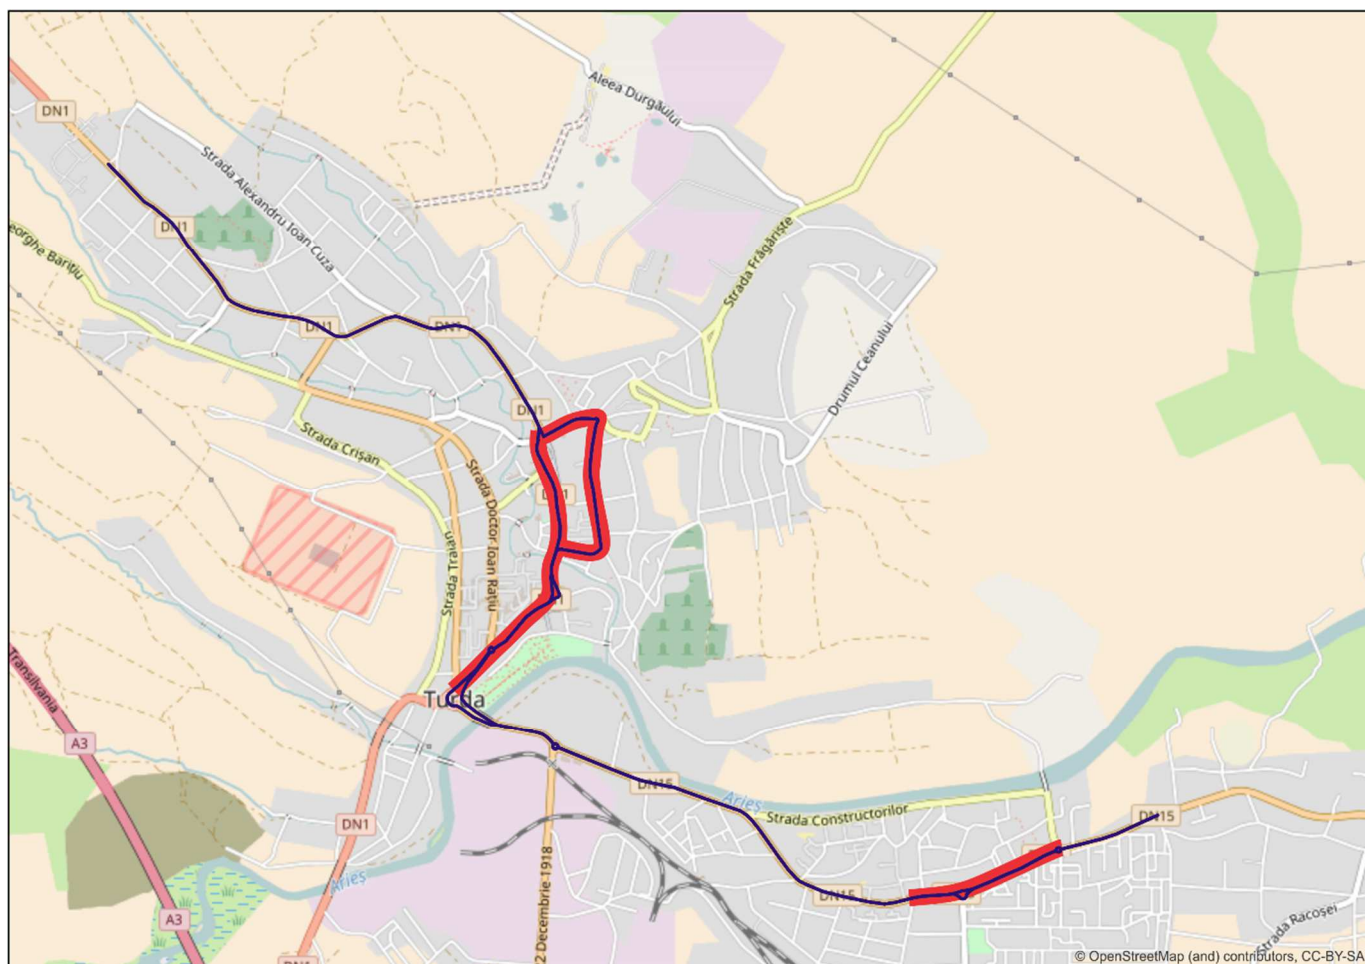 Aleea Durgăului
DN1
Strada Alexandru Ioan Cuza
DN1
Strada Frăgăriște
eorghe Barițiu
DN1
DN1
Drumul Ceanului
DN1
Strada Crișan
Strada Doctor Ioan Rațiu
Strada Traian
Turda
Transilvania
A3
DN15
Arieș
Strada Constructorilor
DN15
DN1
2 Decembrie 1918
DN15
Arieș
A3
Strada Racoșei
DN1
© OpenStreetMap (and) contributors, CC-BY-SA